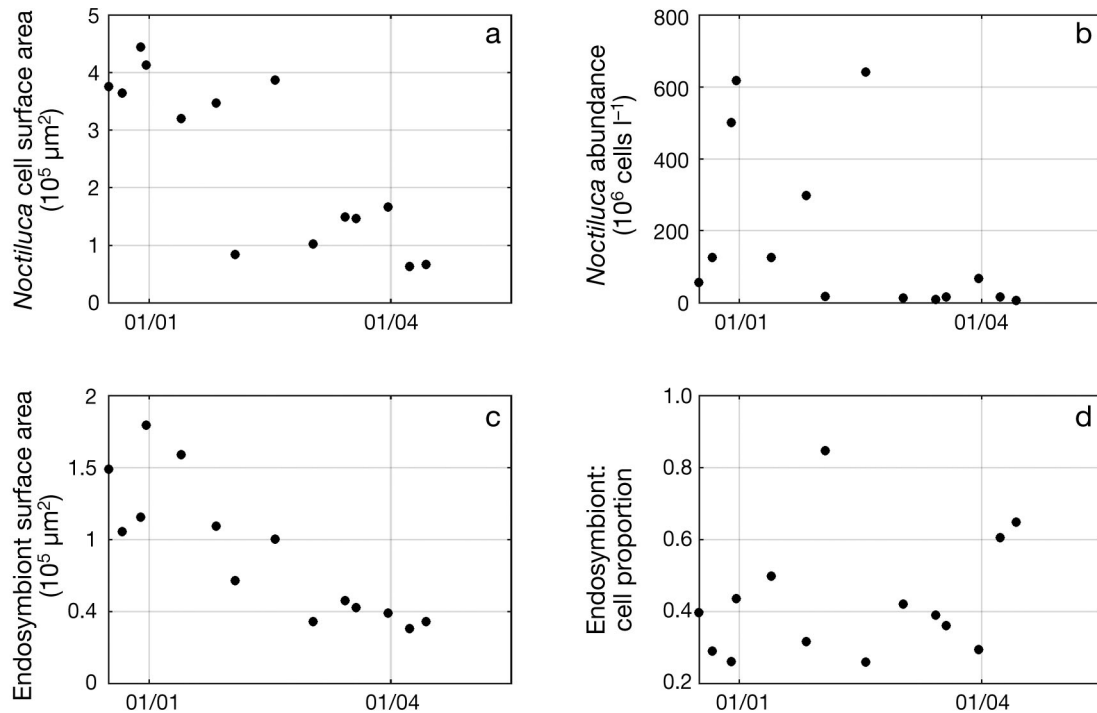 Noctiluca cell surface area
(10⁵ µm²)
5
4
3
2
1
0
a
01/01
01/04
Noctiluca abundance
(10⁶ cells l⁻¹)
800
600
400
200
0
b
01/01
01/04
Endosymbiont surface area
(10⁵ µm²)
2
1.5
1
0.4
0
c
01/01
01/04
Endosymbiont:
cell proportion
1.0
0.8
0.6
0.4
0.2
d
01/01
01/04